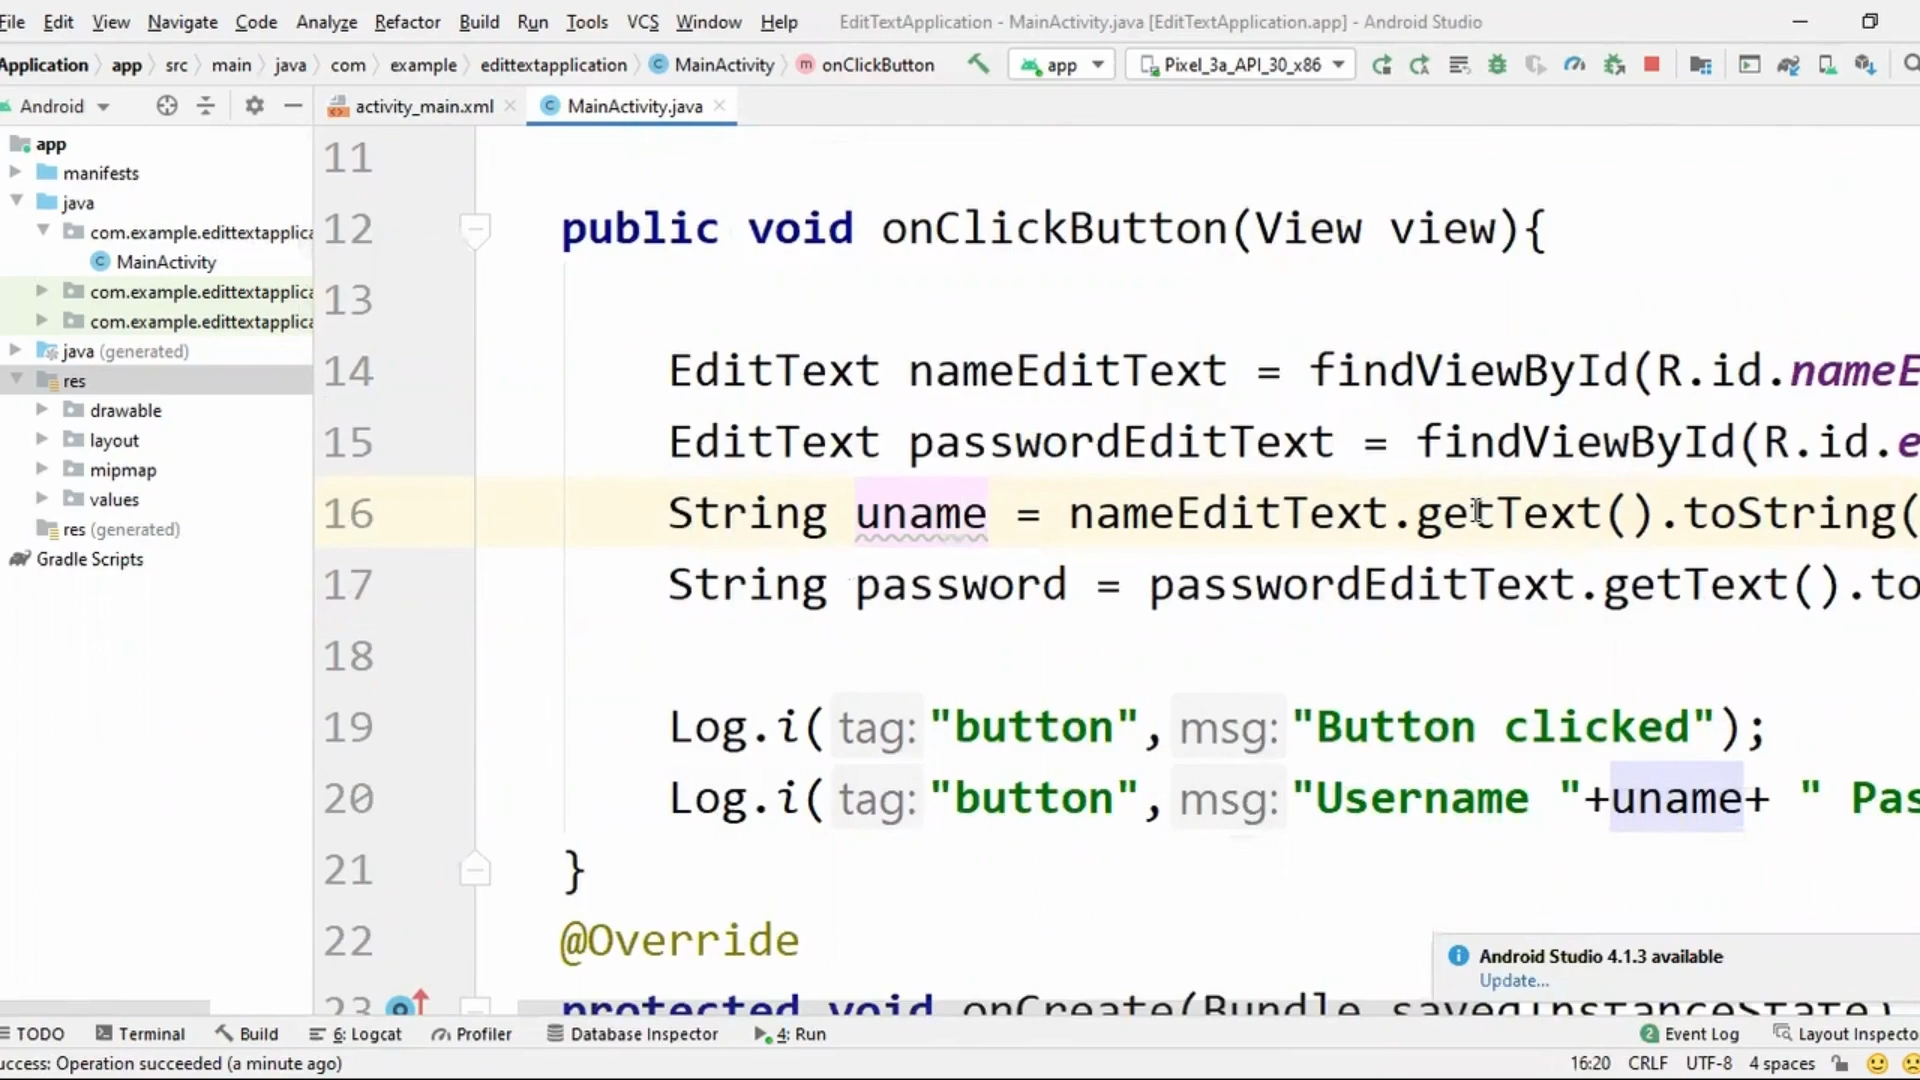 File Edit View Navigate Code Analyze Refactor Build Run Tools VCS Window Help EditTextApplication - MainActivity.java [EditTextApplication.app] - Android Studio
Application app src main java com example edittextapplication MainActivity onClickButton app Pixel_3a_API_30_x86
Android
activity_main.xml MainActivity.java
app
manifests
java
com.example.edittextapplica
MainActivity
com.example.edittextapplica
com.example.edittextapplica
java (generated)
res
drawable
layout
mipmap
values
res (generated)
Gradle Scripts
11
12 public void onClickButton(View view){
13
14 EditText nameEditText = findViewById(R.id.nameE
15 EditText passwordEditText = findViewById(R.id.e
16 String uname = nameEditText.getText().toString(
17 String password = passwordEditText.getText().to
18
19 Log.i( tag: "button", msg: "Button clicked");
20 Log.i( tag: "button", msg: "Username "+uname+ " Pas
21 }
22 @Override
23 protected void onCreate(Bundle savedInstanceState)
Android Studio 4.1.3 available
Update...
TODO Terminal Build 6: Logcat Profiler Database Inspector 4: Run 2 Event Log Layout Inspecto
uccess: Operation succeeded (a minute ago) 16:20 CRLF UTF-8 4 spaces